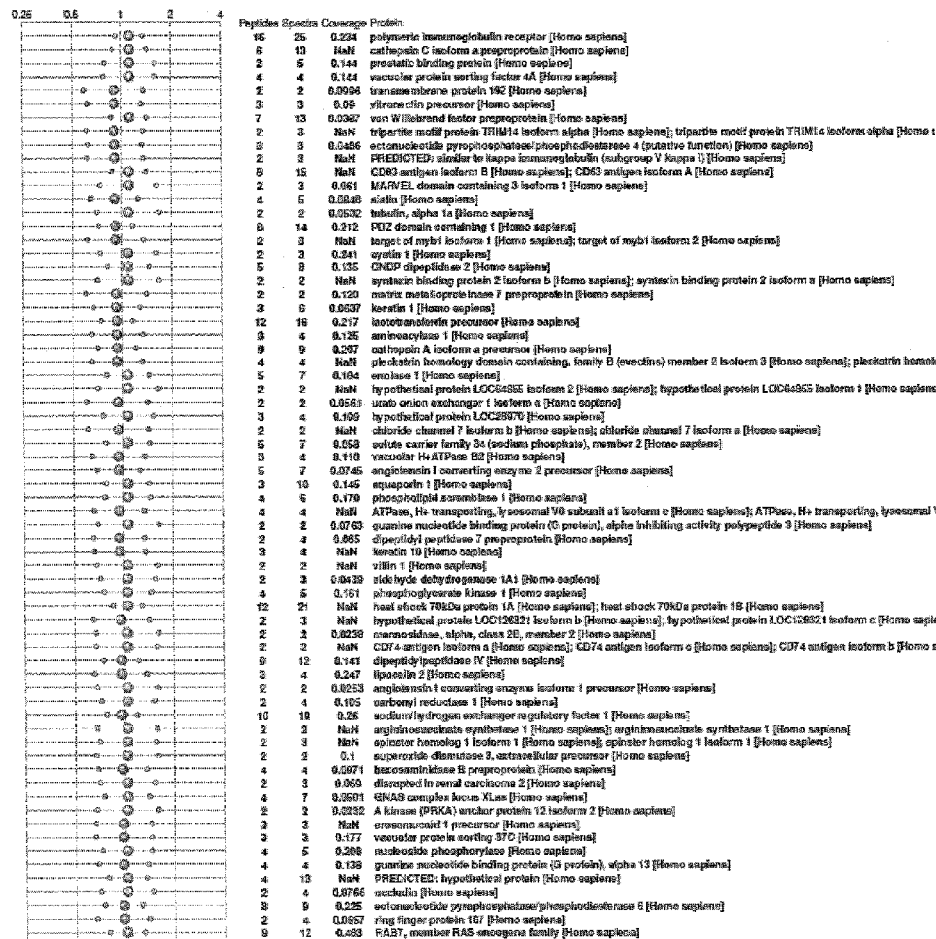 0.25 0.5 1 2 4
Peptides Spectra Coverage Protein
15 25 0.234 polymeric immunoglobulin receptor [Homo sapiens]
6 13 NaN cathepsin C isoform a preproprotein [Homo sapiens]
2 5 0.144 prostatic binding protein [Homo sapiens]
4 4 0.144 vacuolar protein sorting factor 4A [Homo sapiens]
2 2 0.0996 transmembrane protein 192 [Homo sapiens]
3 3 0.09 vitronectin precursor [Homo sapiens]
7 13 0.0387 von Willebrand factor preproprotein [Homo sapiens]
2 3 NaN tripartite motif protein TRIM14 isoform alpha [Homo sapiens]; tripartite motif protein TRIM14 isoform alpha [Homo
3 3 0.0486 ectonucleotide pyrophosphatase/phosphodiesterase 4 (putative function) [Homo sapiens]
2 3 NaN PREDICTED: similar to kappa immunoglobulin (subgroup V kappa I) [Homo sapiens]
5 15 NaN CD63 antigen isoform B [Homo sapiens]; CD63 antigen isoform A [Homo sapiens]
2 3 0.061 MARVEL domain containing 3 isoform 1 [Homo sapiens]
4 5 0.0848 sialin [Homo sapiens]
2 2 0.0532 tubulin, alpha 1a [Homo sapiens]
8 14 0.212 PDZ domain containing 1 [Homo sapiens]
2 3 NaN target of myb1 isoform 1 [Homo sapiens]; target of myb1 isoform 2 [Homo sapiens]
2 3 0.241 cystin 1 [Homo sapiens]
5 8 0.135 CNDP dipeptidase 2 [Homo sapiens]
2 2 NaN syntaxin binding protein 2 isoform b [Homo sapiens]; syntaxin binding protein 2 isoform a [Homo sapiens]
2 2 0.120 matrix metalloproteinase 7 preproprotein [Homo sapiens]
3 6 0.0637 keratin 1 [Homo sapiens]
12 16 0.217 lactotransferrin precursor [Homo sapiens]
3 4 0.125 aminoacylase 1 [Homo sapiens]
9 9 0.207 cathepsin A isoform a precursor [Homo sapiens]
4 4 NaN pleckstrin homology domain containing, family B (evectins) member 2 isoform 3 [Homo sapiens]; pleckstrin homolo
5 7 0.194 enolase 1 [Homo sapiens]
2 2 NaN hypothetical protein isoform 2 [Homo sapiens]; hypothetical protein isoform 1 [Homo sapiens
2 2 0.0561 urate anion exchanger 1 isoform a [Homo sapiens]
3 4 0.109 hypothetical protein [Homo sapiens]
2 2 NaN chloride channel 7 isoform b [Homo sapiens]; chloride channel 7 isoform a [Homo sapiens]
5 7 0.058 solute carrier family 34 (sodium phosphate), member 2 [Homo sapiens]
3 4 0.110 vacuolar H+ATPase B2 [Homo sapiens]
5 7 0.0745 angiotensin I converting enzyme 2 precursor [Homo sapiens]
3 10 0.145 aquaporin 1 [Homo sapiens]
4 6 0.179 phospholipid scramblase 1 [Homo sapiens]
4 4 NaN ATPase, H+ transporting, lysosomal V0 subunit a1 isoform c [Homo sapiens]; ATPase, H+ transporting, lysosomal V
2 2 0.0763 guanine nucleotide binding protein (G protein), alpha inhibiting activity polypeptide 3 [Homo sapiens]
2 4 0.065 dipeptidyl peptidase 7 preproprotein [Homo sapiens]
3 4 NaN keratin 10 [Homo sapiens]
2 2 NaN villin 1 [Homo sapiens]
2 3 0.0439 aldehyde dehydrogenase 1A1 [Homo sapiens]
4 5 0.161 phosphoglycerate kinase 1 [Homo sapiens]
12 21 NaN heat shock 70kDa protein 1A [Homo sapiens]; heat shock 70kDa protein 1B [Homo sapiens]
2 3 NaN hypothetical protein LOC126321 isoform b [Homo sapiens]; hypothetical protein LOC126321 isoform c [Homo sapie
2 2 0.0238 mannosidase, alpha, class 2B, member 2 [Homo sapiens]
2 2 NaN CD74 antigen isoform a [Homo sapiens]; CD74 antigen isoform c [Homo sapiens]; CD74 antigen isoform b [Homo s
9 12 0.141 dipeptidylpeptidase IV [Homo sapiens]
3 4 0.247 lipocalin 2 [Homo sapiens]
2 2 0.0253 angiotensin I converting enzyme isoform 1 precursor [Homo sapiens]
2 4 0.105 carbonyl reductase 1 [Homo sapiens]
10 19 0.26 sodium/hydrogen exchanger regulatory factor 1 [Homo sapiens]
2 3 NaN argininosuccinate synthetase 1 [Homo sapiens]; argininosuccinate synthetase 1 [Homo sapiens]
2 3 NaN spinster homolog 1 isoform 1 [Homo sapiens]; spinster homolog 1 isoform 1 [Homo sapiens]
2 2 0.1 superoxide dismutase 3, extracellular precursor [Homo sapiens]
4 4 0.0971 hexosaminidase B preproprotein [Homo sapiens]
2 3 0.069 disrupted in renal carcinoma 2 [Homo sapiens]
4 7 0.0501 GNAS complex locus XLas [Homo sapiens]
2 2 0.0232 A kinase (PRKA) anchor protein 12 isoform 2 [Homo sapiens]
3 3 NaN orosomucoid 1 precursor [Homo sapiens]
3 3 0.177 vacuolar protein sorting 37D [Homo sapiens]
4 5 0.208 nucleoside phosphorylase [Homo sapiens]
4 4 0.138 guanine nucleotide binding protein (G protein), alpha 13 [Homo sapiens]
4 13 NaN PREDICTED: hypothetical protein [Homo sapiens]
2 4 0.0766 occludin [Homo sapiens]
8 9 0.225 ectonucleotide pyrophosphatase/phosphodiesterase 6 [Homo sapiens]
2 4 0.0857 ring finger protein 167 [Homo sapiens]
9 12 0.483 RAB7, member RAS oncogene family [Homo sapiens]